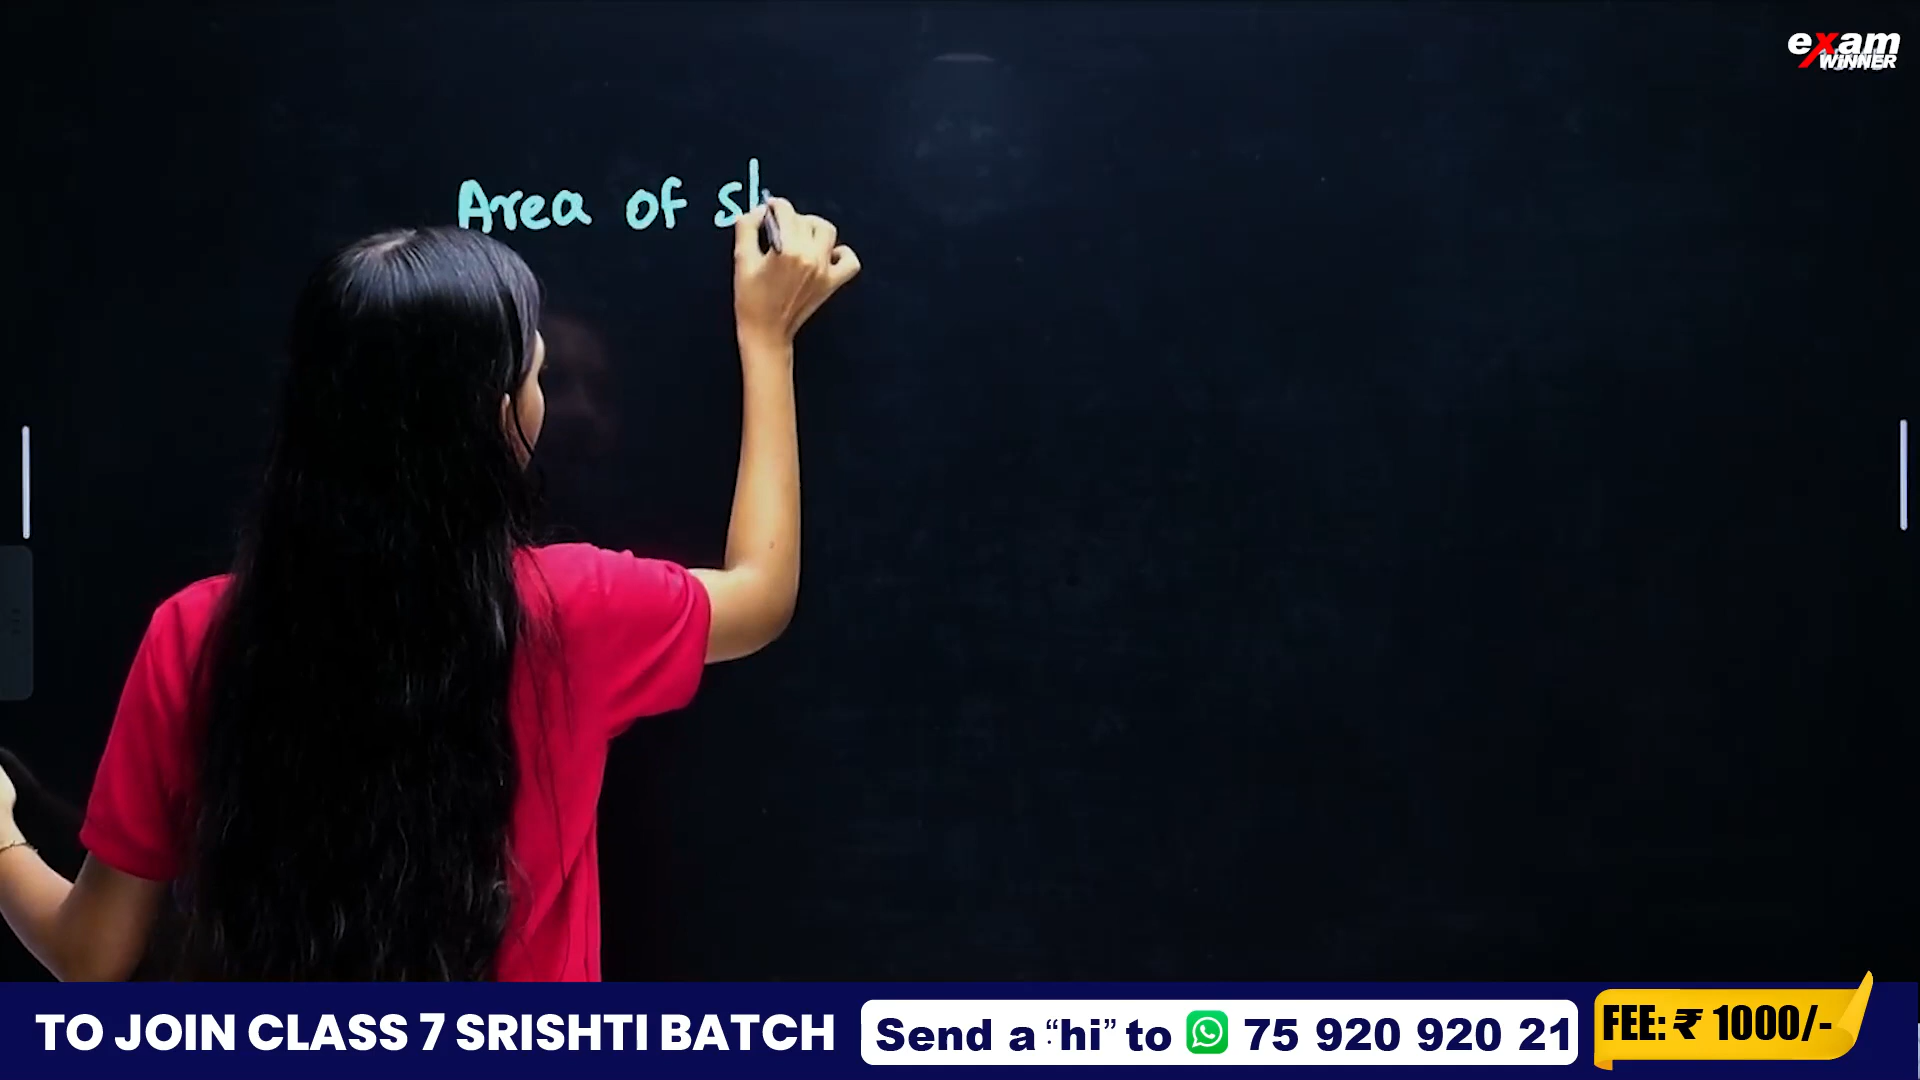 exam
WINNER
Area of sh
TO JOIN CLASS 7 SRISHTI BATCH
Send a “hi” to 75 920 920 21
FEE: ₹ 1000/-